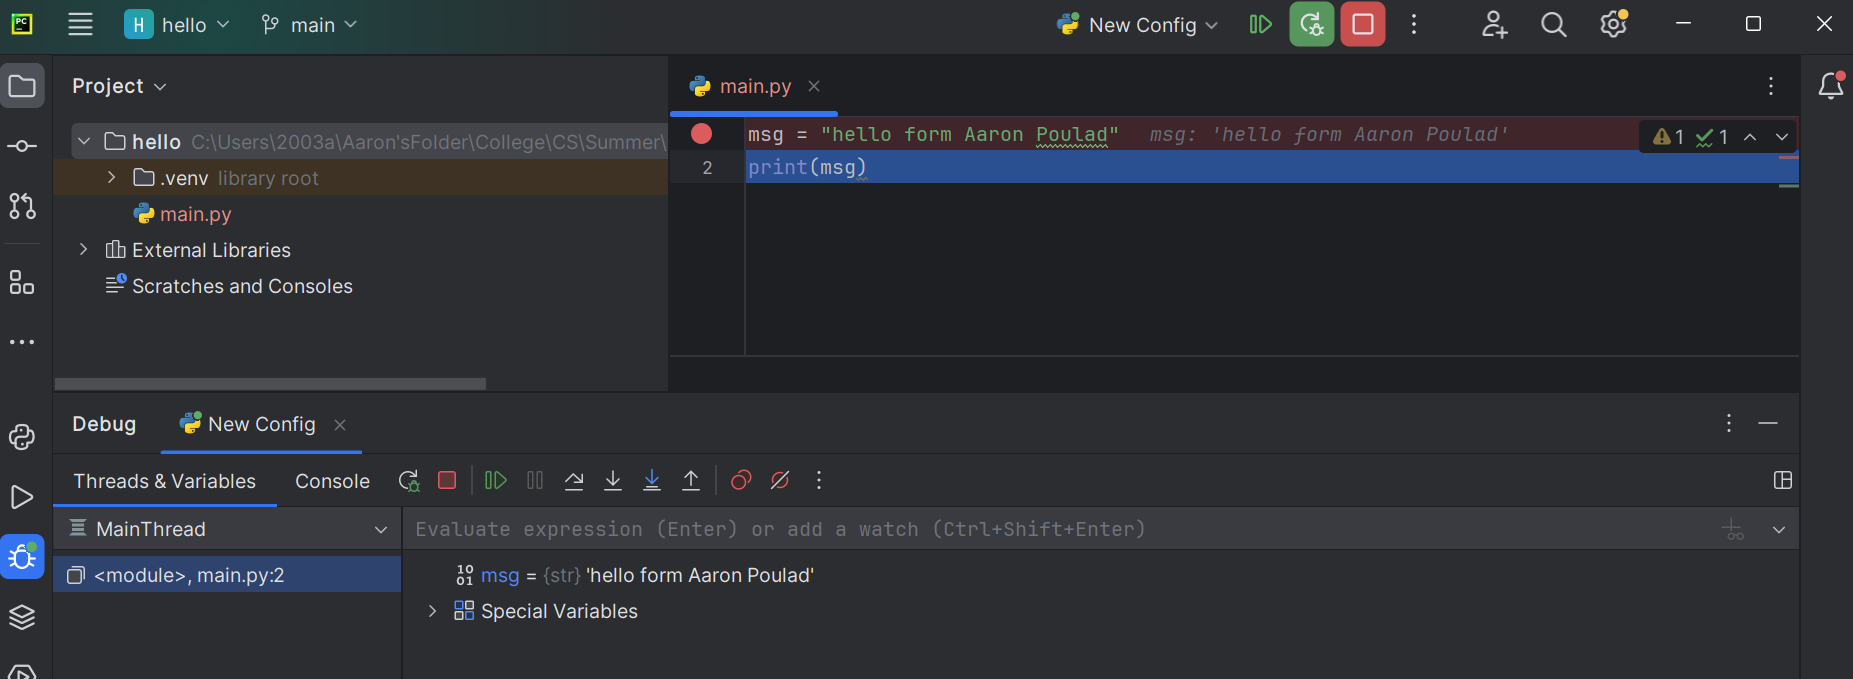 PC
H hello main New Config
Project
main.py
hello C:\Users\2003a\Aaron'sFolder\College\CS\Summer\
.venv library root
main.py
External Libraries
Scratches and Consoles
msg = "hello form Aaron Poulad" msg: 'hello form Aaron Poulad'
1 1
2 print(msg)
Debug New Config
Threads & Variables Console
MainThread
Evaluate expression (Enter) or add a watch (Ctrl+Shift+Enter)
<module>, main.py:2
msg = {str} 'hello form Aaron Poulad'
Special Variables